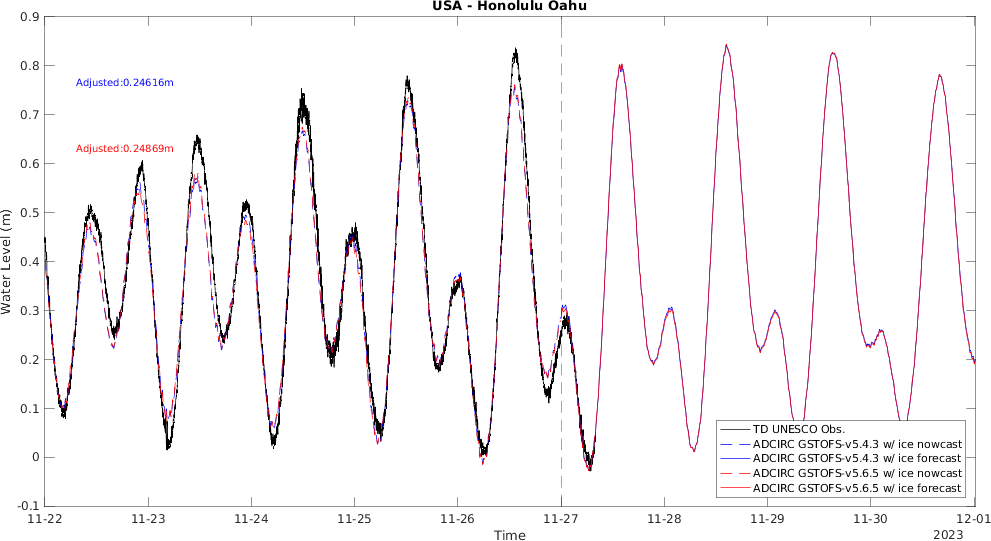 USA - Honolulu Oahu
0.9
0.8
0.7
0.6
0.5
0.4
0.3
0.2
0.1
0
-0.1
Water Level (m)
Adjusted:0.24616m
Adjusted:0.24869m
TD UNESCO Obs.
ADCIRC GSTOFS-v5.4.3 w/ ice nowcast
ADCIRC GSTOFS-v5.4.3 w/ ice forecast
ADCIRC GSTOFS-v5.6.5 w/ ice nowcast
ADCIRC GSTOFS-v5.6.5 w/ ice forecast
11-22 11-23 11-24 11-25 11-26 11-27 11-28 11-29 11-30 12-01
Time
2023